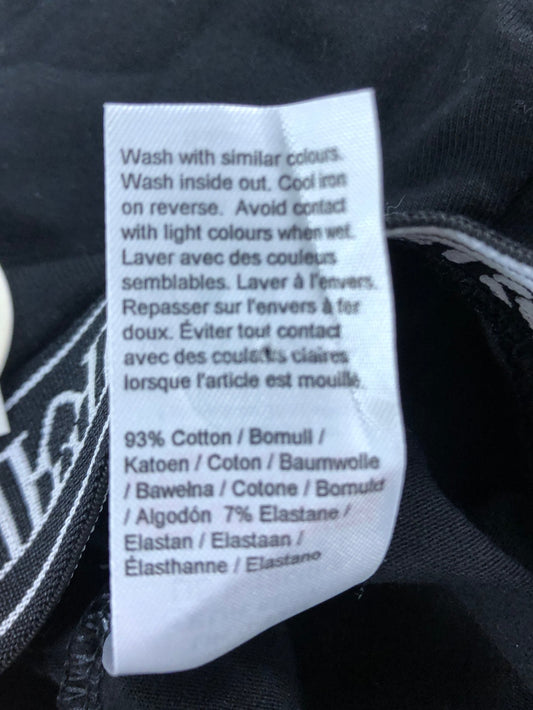 Wash with similar colours.
Wash inside out. Cool iron
on reverse. Avoid contact
with light colours when wet.
Laver avec des couleurs
semblables. Laver à l'envers.
Repasser sur l'envers à fer
doux. Éviter tout contact
avec des couleurs claires
lorsque l'article est mouillé.
93% Cotton / Bomull /
Katoen / Coton / Baumwolle
/ Bawełna / Cotone / Bomuld
/ Algodón 7% Elastane /
Elastan / Elastaan /
Élasthanne / Elastano